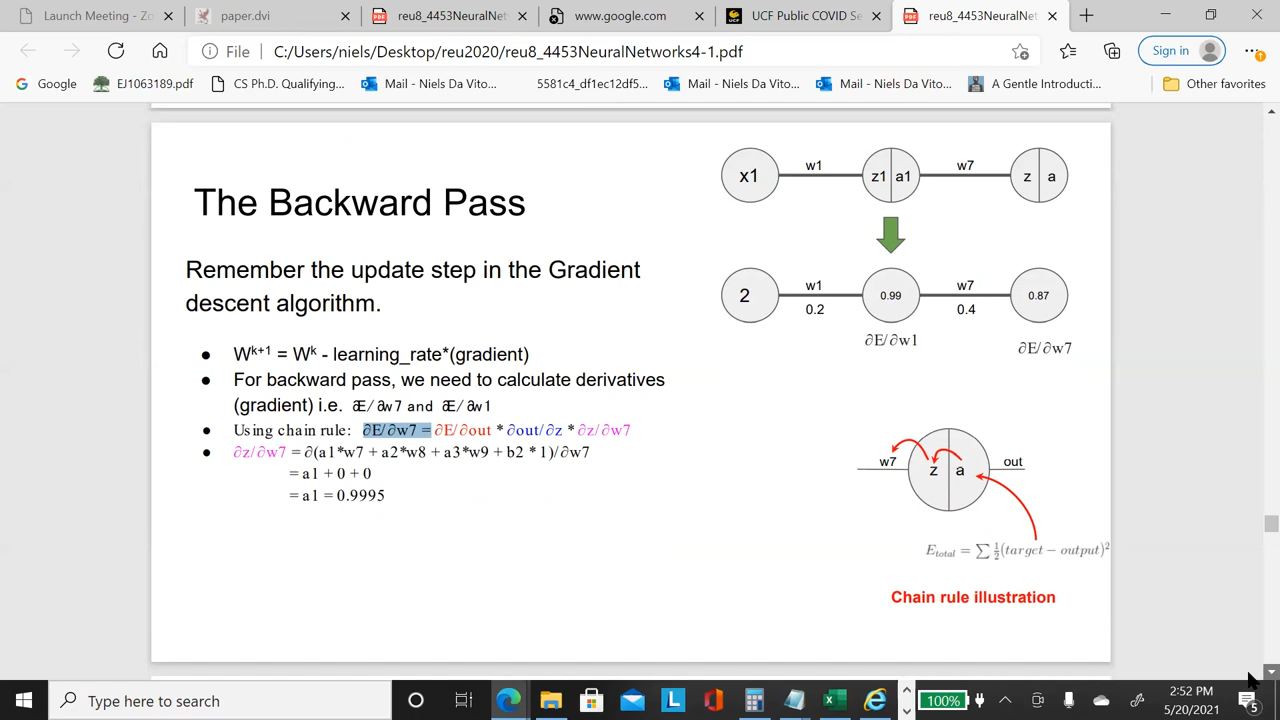 Launch Meeting - Zo
paper.dvi
reu8_4453NeuralNetwo
www.google.com
UCF Public COVID Se
reu8_4453NeuralNet
File C:/Users/niels/Desktop/reu2020/reu8_4453NeuralNetworks4-1.pdf
Sign in
Google
EJ1063189.pdf
CS Ph.D. Qualifying...
Mail - Niels Da Vito...
5581c4_df1ec12df5...
Mail - Niels Da Vito...
Mail - Niels Da Vito...
A Gentle Introducti...
Other favorites
The Backward Pass
Remember the update step in the Gradient
descent algorithm.
● Wᵏ⁺¹ = Wᵏ - learning_rate*(gradient)
● For backward pass, we need to calculate derivatives
(gradient) i.e. ∂E/∂w7 and ∂E/∂w1
● Using chain rule: ∂E/∂w7 = ∂E/∂out * ∂out/∂z * ∂z/∂w7
● ∂z/∂w7 = ∂(a1*w7 + a2*w8 + a3*w9 + b2 * 1)/∂w7
= a1 + 0 + 0
= a1 = 0.9995
x1 w1 z1 a1 w7 z a
2 w1 0.99 w7 0.87
0.2 0.4
∂E/∂w1 ∂E/∂w7
w7 z a out
E_total = ∑ ½(target − output)²
Chain rule illustration
Type here to search
100%
2:52 PM
5/20/2021
5